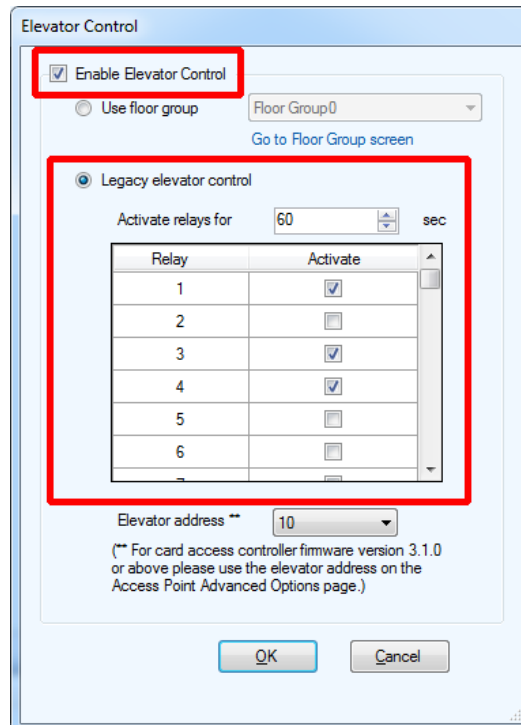 Elevator Control
Enable Elevator Control
Use floor group Floor Group0
Go to Floor Group screen
Legacy elevator control
Activate relays for 60 sec
Relay Activate
1
2
3
4
5
6
Elevator address ** 10
(** For card access controller firmware version 3.1.0
or above please use the elevator address on the
Access Point Advanced Options page.)
OK Cancel